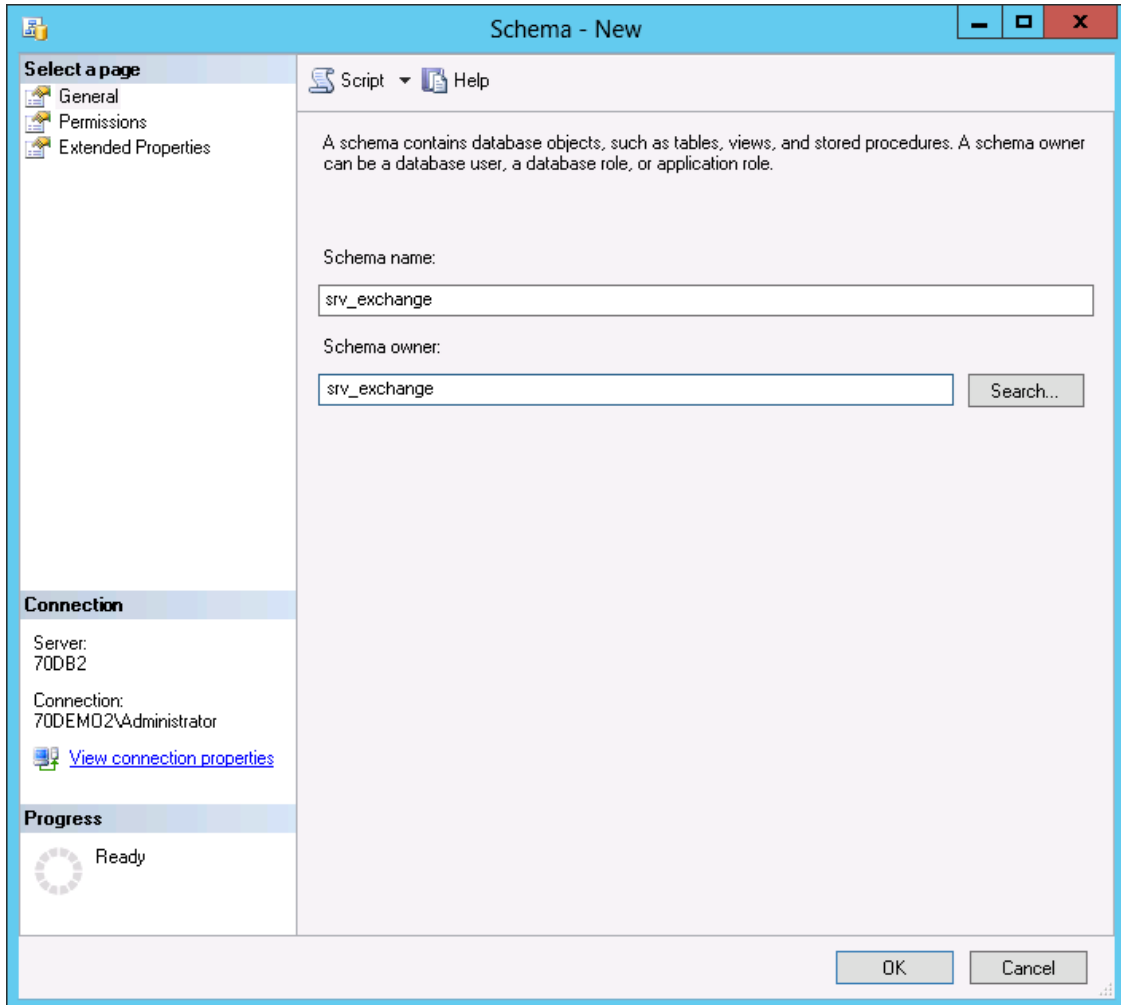 Schema - New
Select a page
General
Permissions
Extended Properties
Script
Help
A schema contains database objects, such as tables, views, and stored procedures. A schema owner
can be a database user, a database role, or application role.
Schema name:
srv_exchange
Schema owner:
srv_exchange
Search...
Connection
Server:
70DB2
Connection:
70DEMO2\Administrator
View connection properties
Progress
Ready
OK
Cancel